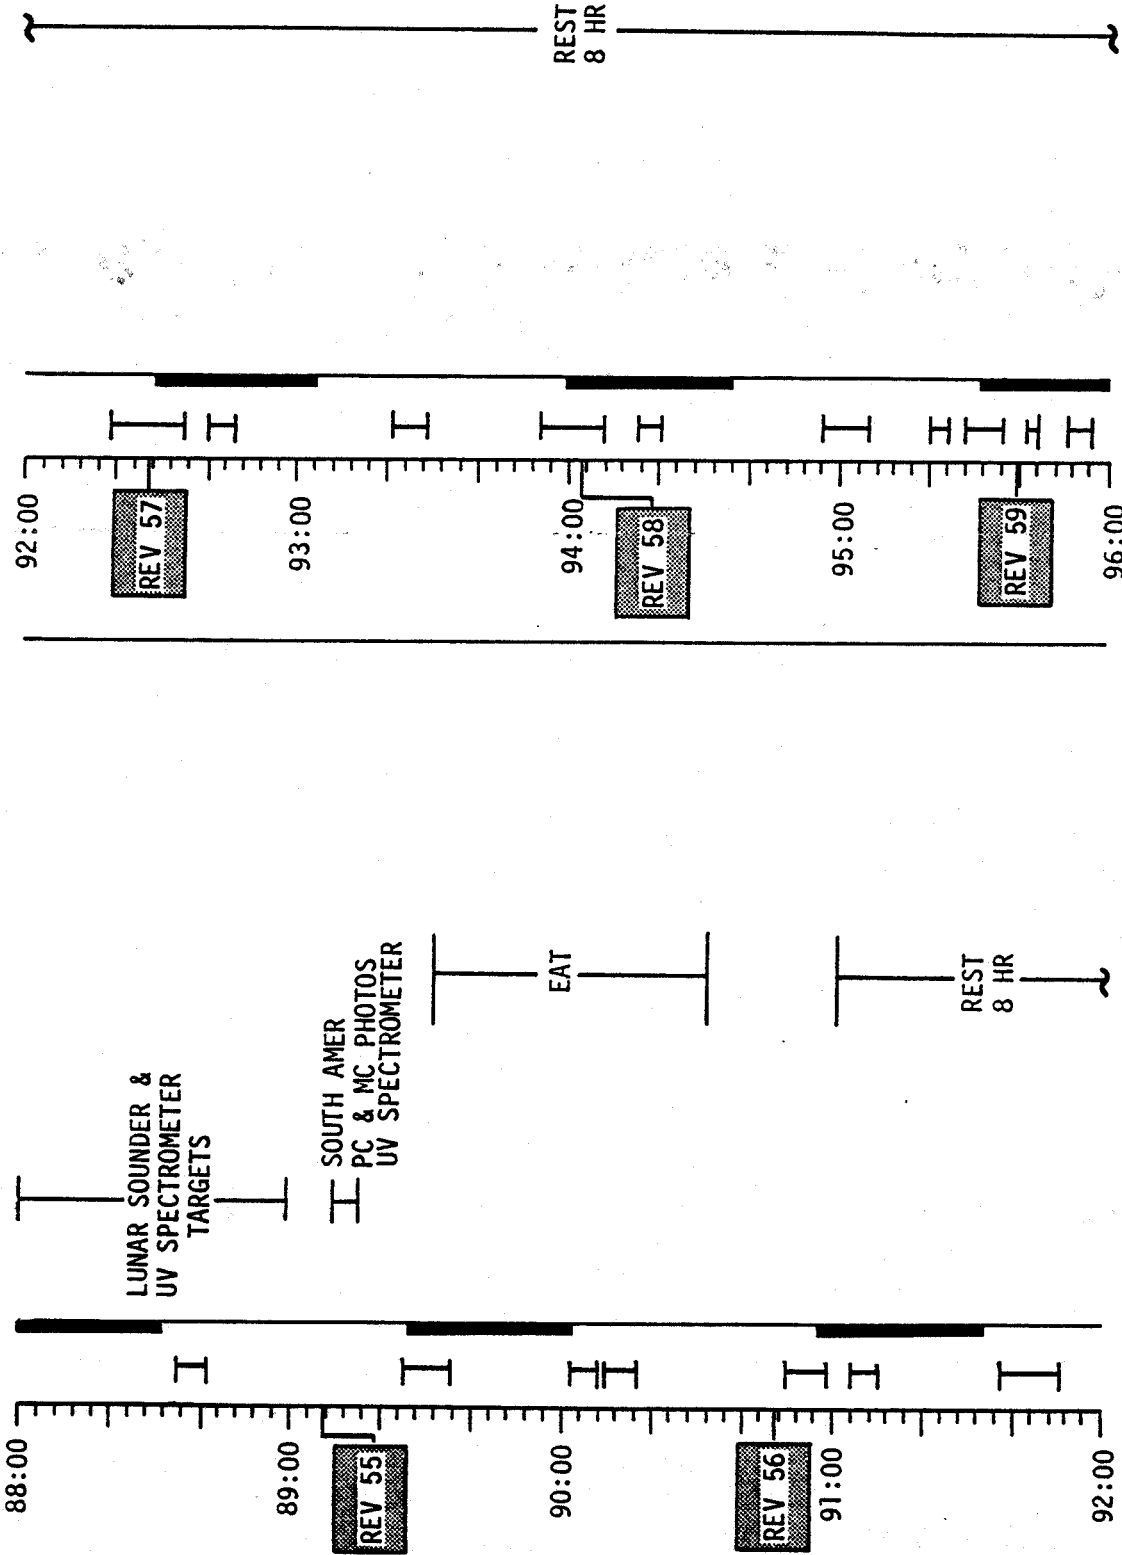 88:00
89:00
90:00
91:00
92:00
REV 55
REV 56
LUNAR SOUNDER &
UV SPECTROMETER
TARGETS
SOUTH AMER
PC & MC PHOTOS
UV SPECTROMETER
EAT
REST
8 HR
92:00
93:00
94:00
95:00
96:00
REV 57
REV 58
REV 59
REST
8 HR